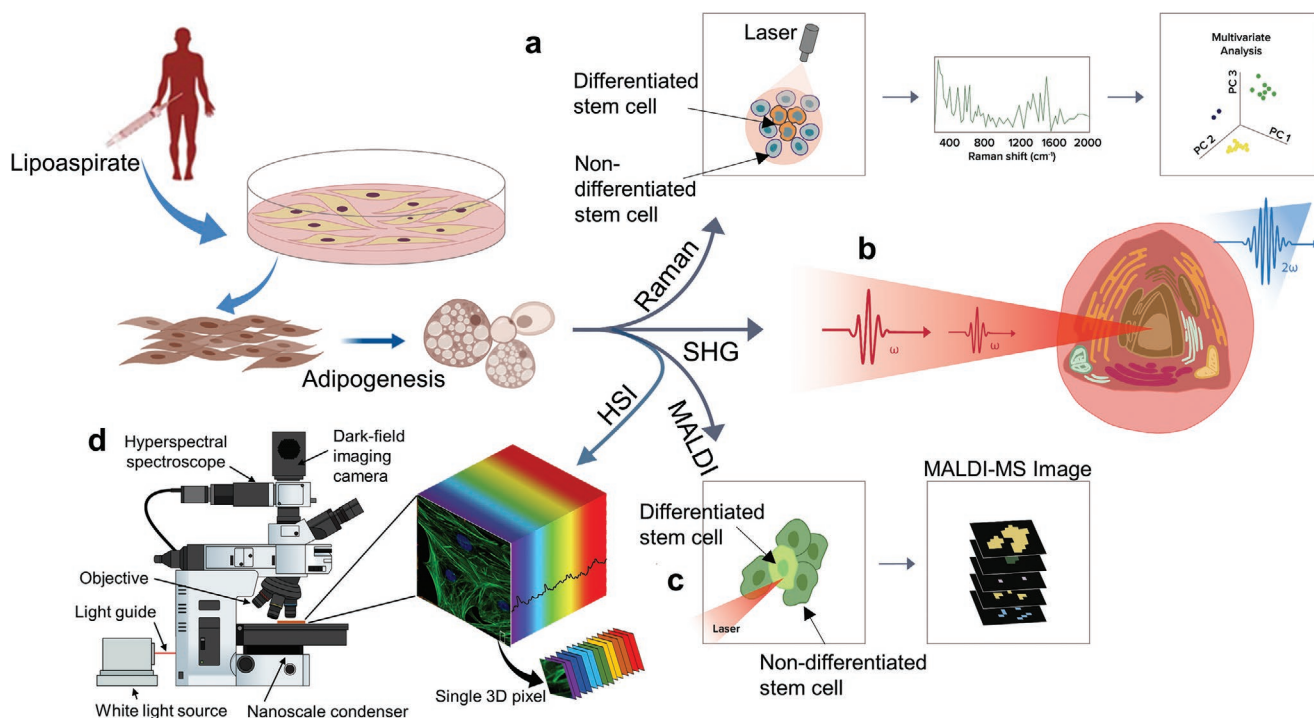 Lipoaspirate
Adipogenesis
Raman
SHG
MALDI
HSI
a
Laser
Differentiated
stem cell
Non-
differentiated
stem cell
400 800 1200 1600 2000
Raman shift (cm⁻¹)
Multivariate
Analysis
PC 3
PC 2
PC 1
b
ω
ω
2ω
c
Differentiated
stem cell
Laser
Non-differentiated
stem cell
MALDI-MS Image
d
Hyperspectral
spectroscope
Dark-field
imaging
camera
Objective
Light guide
White light source
Nanoscale condenser
Single 3D pixel